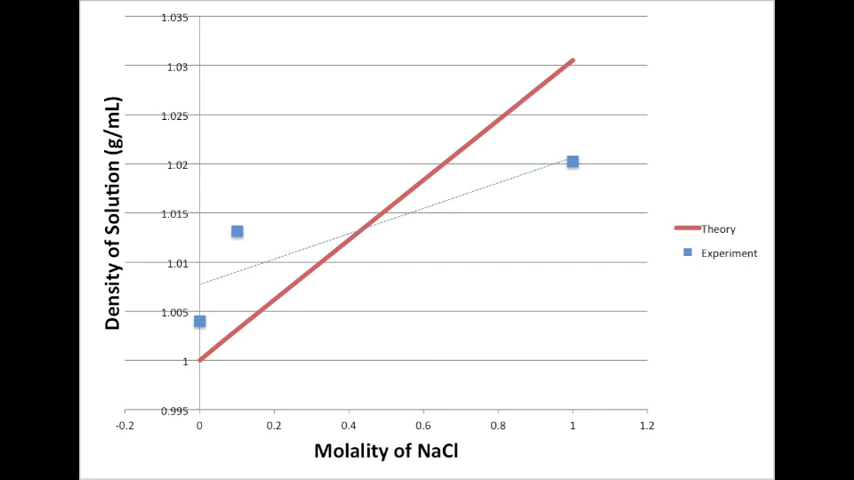 1.035
1.03
1.025
1.02
1.015
1.01
1.005
1
0.995
-0.2 0 0.2 0.4 0.6 0.8 1 1.2
Density of Solution (g/mL)
Molality of NaCl
Theory
Experiment